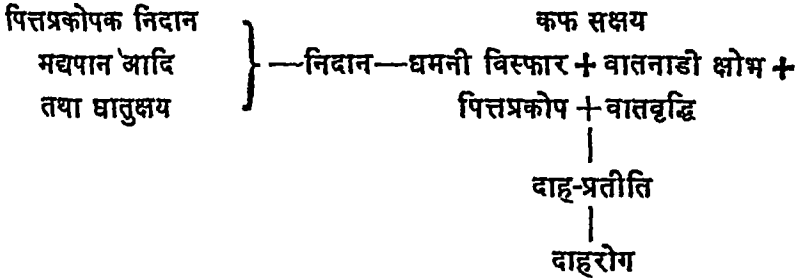 पित्तप्रकोपक निदान
मद्यपान आदि
तथा धातुक्षय
कफ सक्षय
—निदान—धमनी विस्फार + वातनाडी क्षोभ +
पित्तप्रकोप + वातवृद्धि
दाह-प्रतीति
दाहरोग